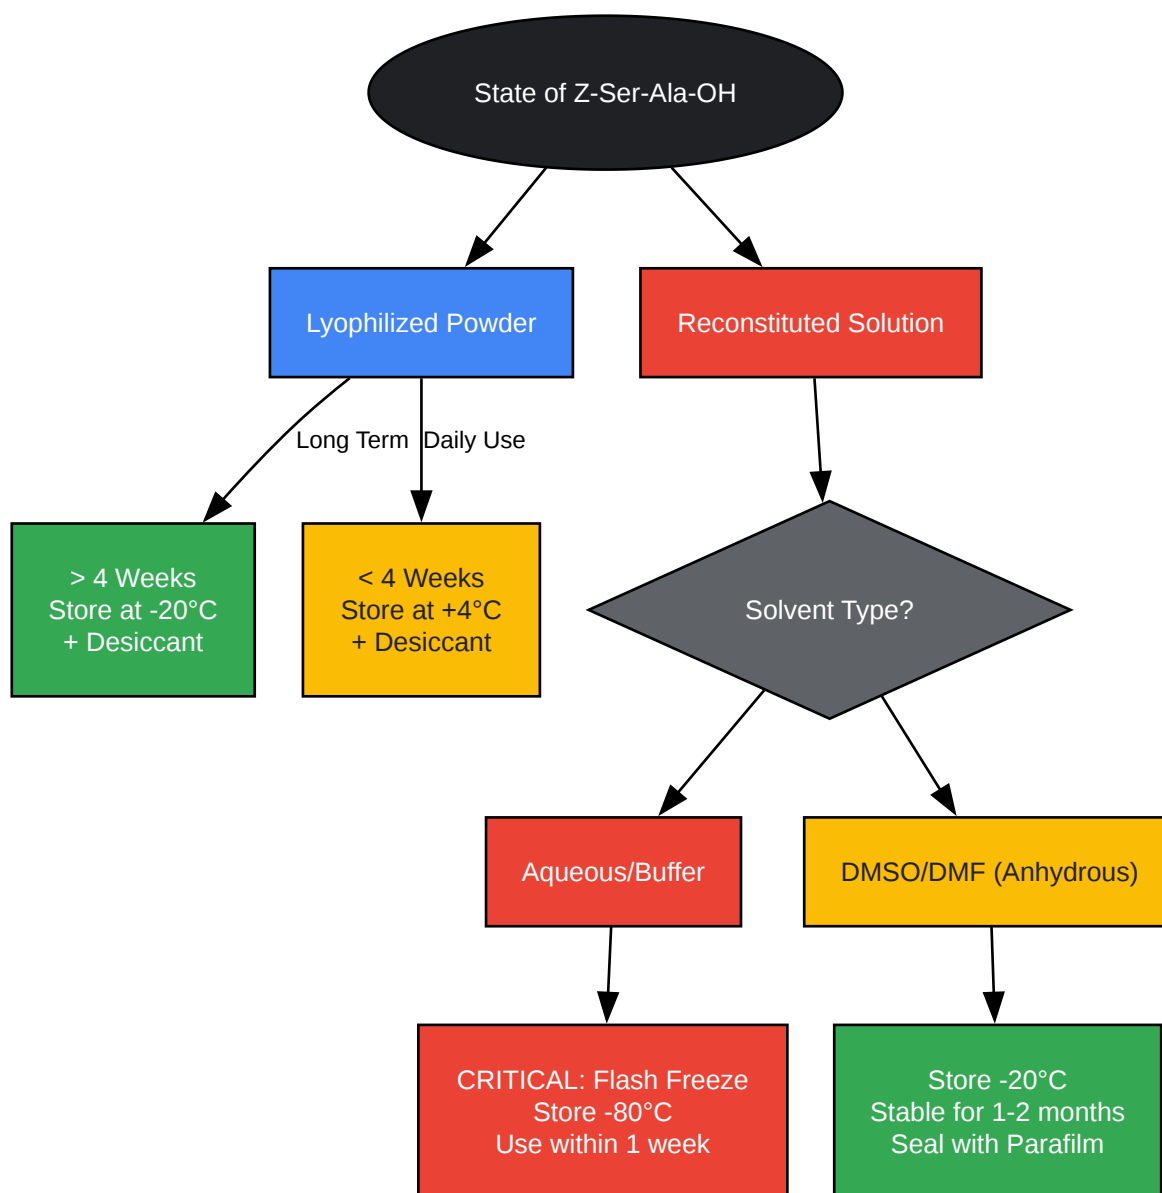 State of Z-Ser-Ala-OH
Lyophilized Powder
Reconstituted Solution
Long Term
Daily Use
> 4 Weeks
Store at -20°C
+ Desiccant
< 4 Weeks
Store at +4°C
+ Desiccant
Solvent Type?
Aqueous/Buffer
DMSO/DMF (Anhydrous)
CRITICAL: Flash Freeze
Store -80°C
Use within 1 week
Store -20°C
Stable for 1-2 months
Seal with Parafilm